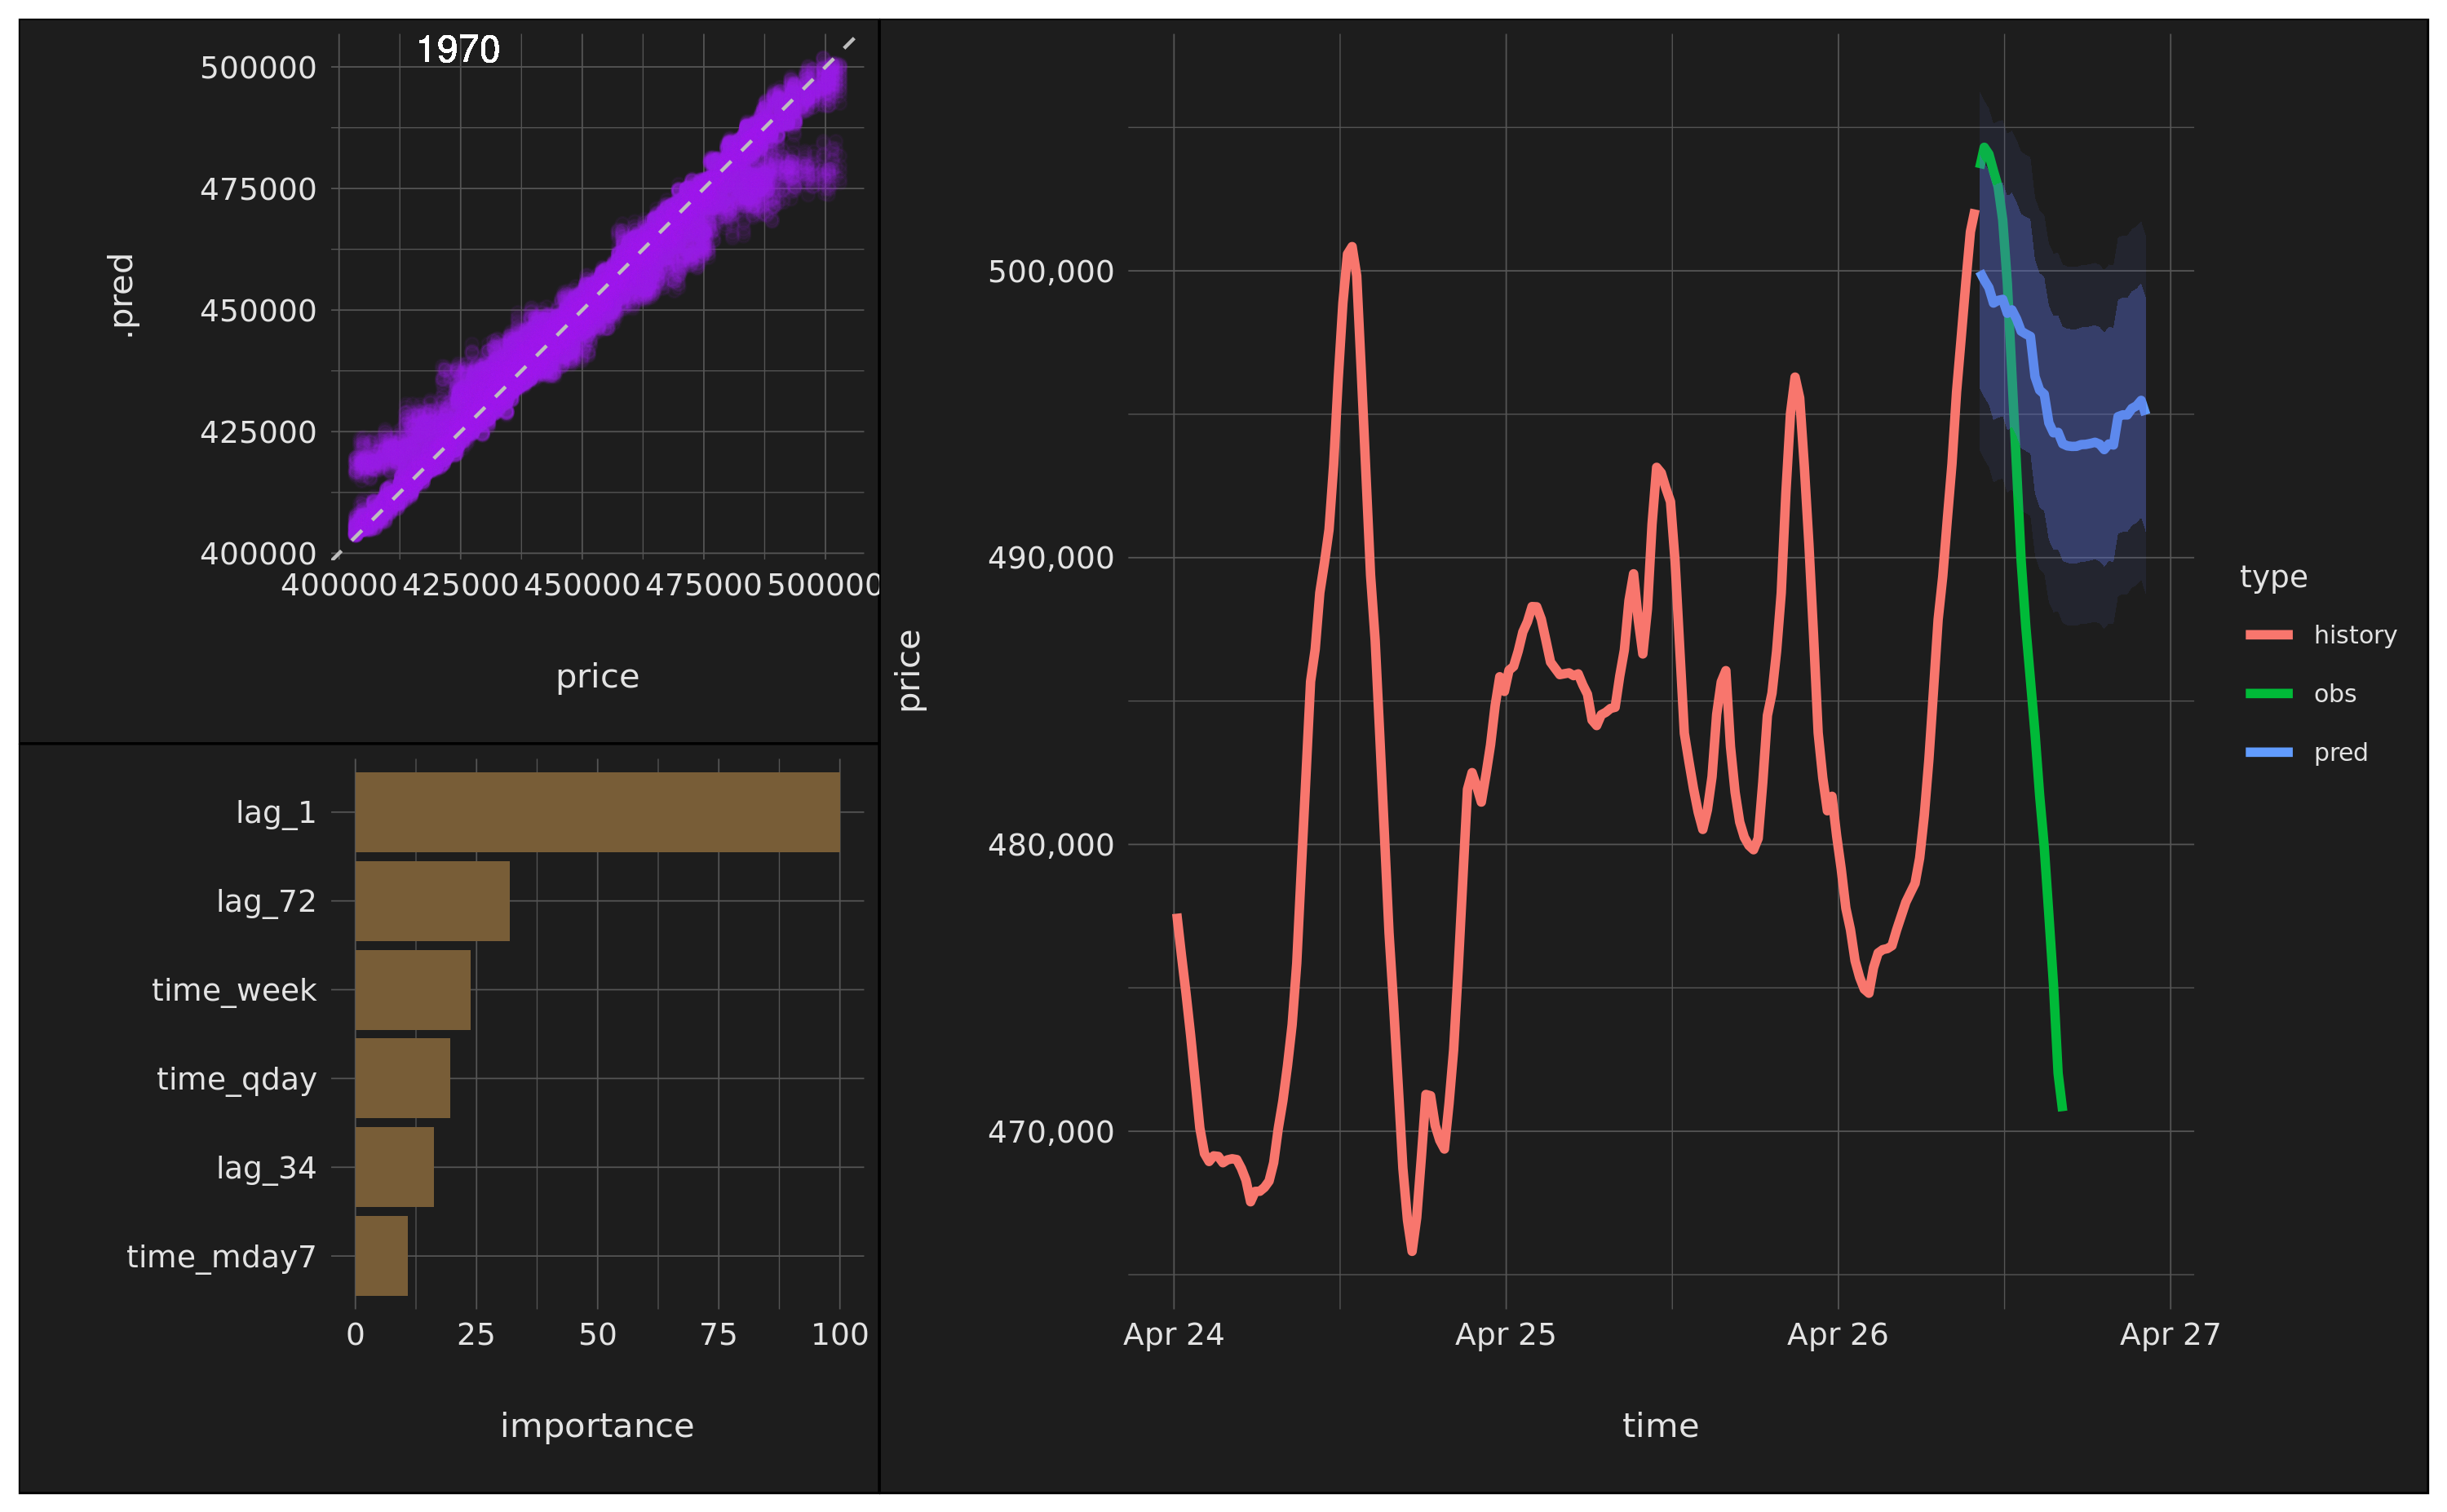 1970
500000
475000
450000
425000
400000
.pred
400000 425000 450000 475000 500000
price
lag_1
lag_72
time_week
time_qday
lag_34
time_mday7
0 25 50 75 100
importance
500,000
490,000
480,000
470,000
price
Apr 24 Apr 25 Apr 26 Apr 27
time
type
history
obs
pred